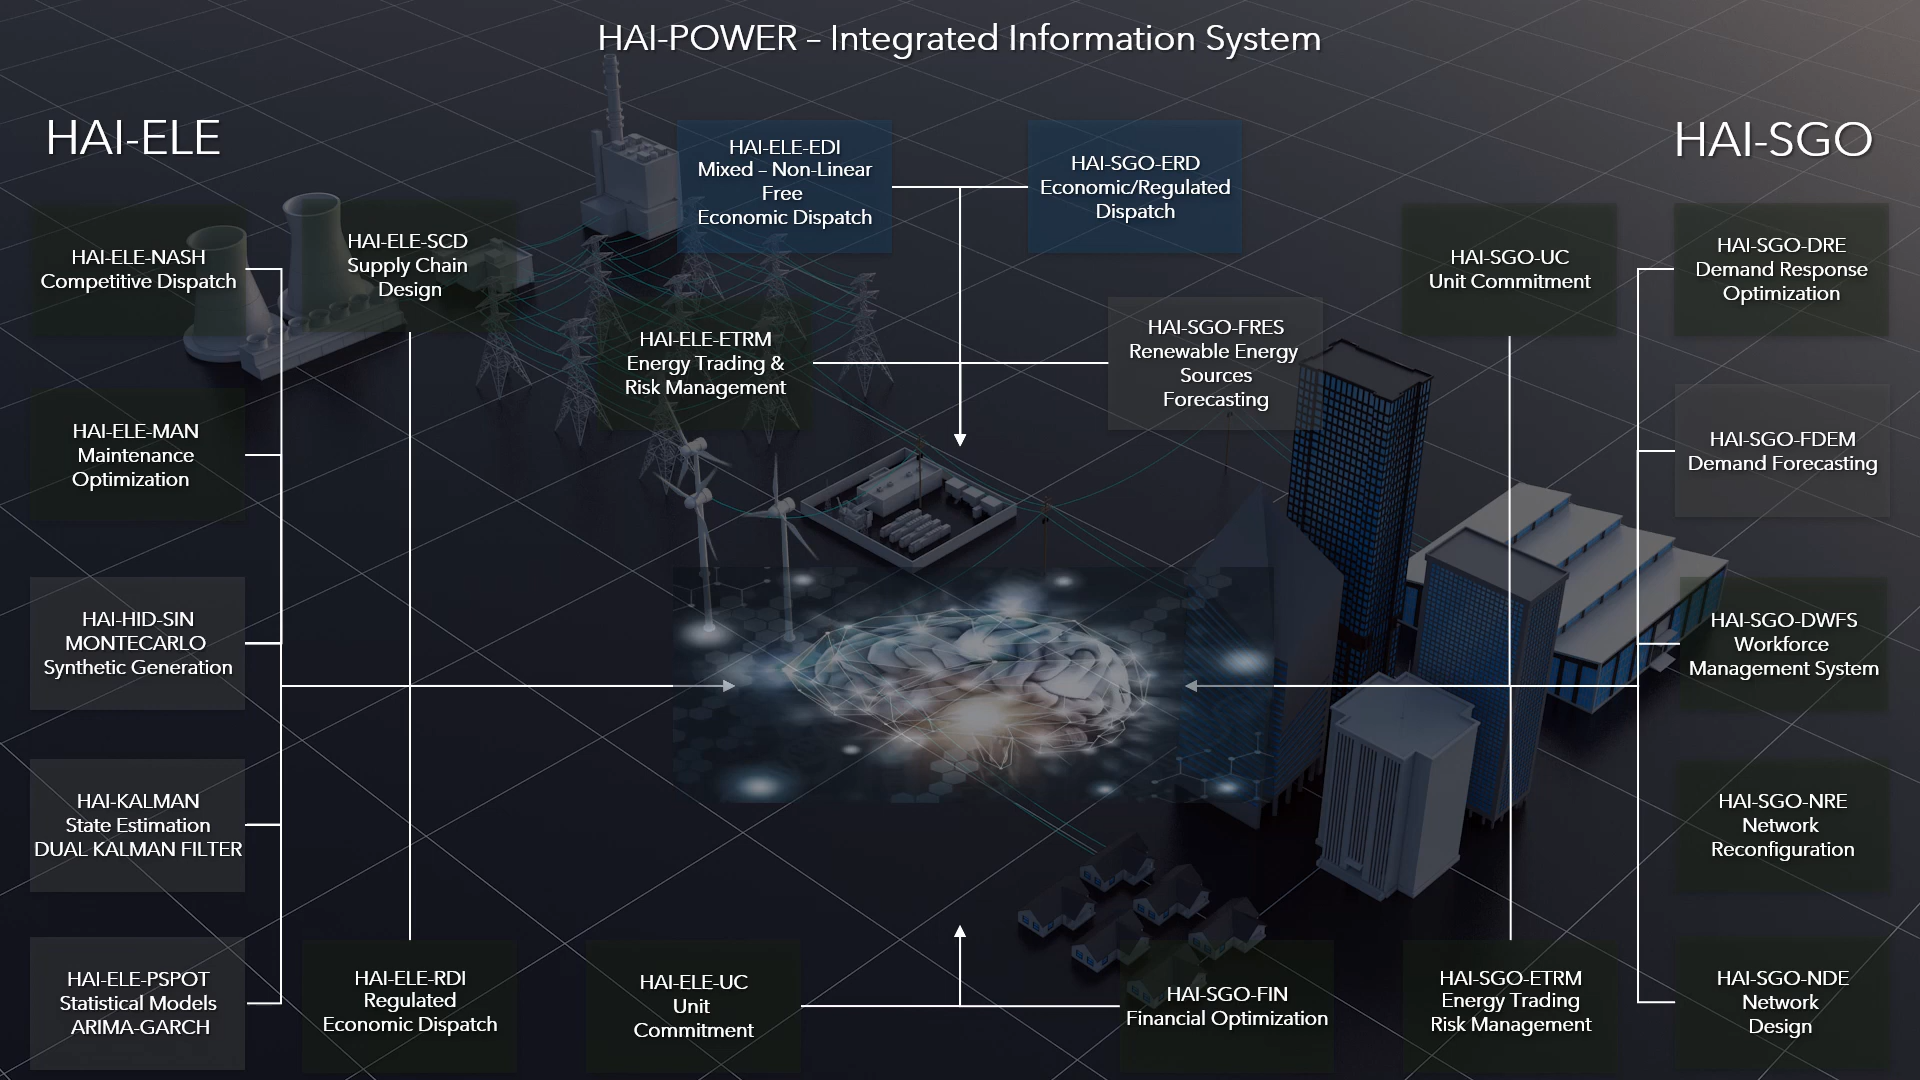 HAI-POWER – Integrated Information System
HAI-ELE
HAI-SGO
HAI-ELE-EDI
Mixed – Non-Linear
Free
Economic Dispatch
HAI-SGO-ERD
Economic/Regulated
Dispatch
HAI-ELE-NASH
Competitive Dispatch
HAI-ELE-SCD
Supply Chain
Design
HAI-SGO-UC
Unit Commitment
HAI-SGO-DRE
Demand Response
Optimization
HAI-ELE-ETRM
Energy Trading &
Risk Management
HAI-SGO-FRES
Renewable Energy
Sources
Forecasting
HAI-ELE-MAN
Maintenance
Optimization
HAI-SGO-FDEM
Demand Forecasting
HAI-HID-SIN
MONTECARLO
Synthetic Generation
HAI-SGO-DWFS
Workforce
Management System
HAI-KALMAN
State Estimation
DUAL KALMAN FILTER
HAI-SGO-NRE
Network
Reconfiguration
HAI-ELE-PSPOT
Statistical Models
ARIMA-GARCH
HAI-ELE-RDI
Regulated
Economic Dispatch
HAI-ELE-UC
Unit
Commitment
HAI-SGO-FIN
Financial Optimization
HAI-SGO-ETRM
Energy Trading
Risk Management
HAI-SGO-NDE
Network
Design